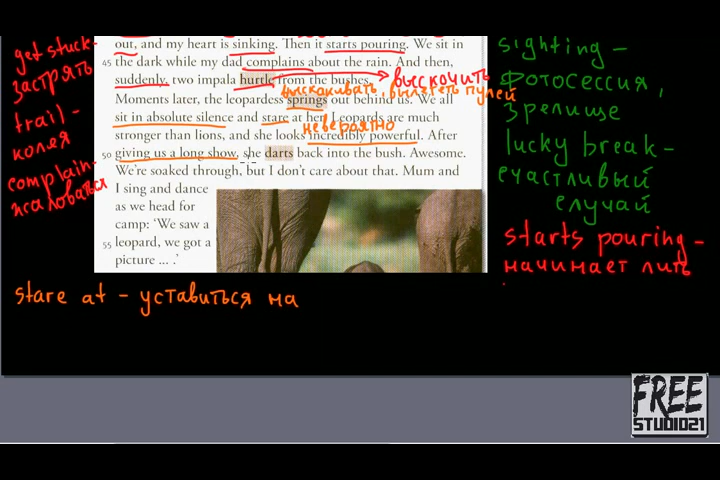 get stuck-
застрять
trail-
колея
complain-
жаловаться
out, and my heart is sinking. Then it starts pouring. We sit in
45 the dark while my dad complains about the rain. And then,
suddenly, two impala hurtle from the bushes.
выскочить
Moments later, the leopardess springs out behind us. We all
выскакивать, вылететь пулей
sit in absolute silence and stare at her. Leopards are much
невероятно
stronger than lions, and she looks incredibly powerful. After
50 giving us a long show, she darts back into the bush. Awesome.
We're soaked through, but I don't care about that. Mum and
I sing and dance
as we head for
camp: 'We saw a
55 leopard, we got a
picture ... .'
sighting –
фотосессия,
зрелище
lucky break –
счастливый
случай
starts pouring –
начинает лить
stare at – уставиться на
FREE
STUDIO21